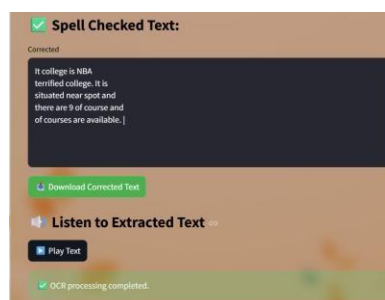 ✅ Spell Checked Text:
Corrected
It college is NBA
terrified college. It is
situated near spot and
there are 9 of course and
of courses are available. |
Download Corrected Text
Listen to Extracted Text
Play Text
✅ OCR processing completed.